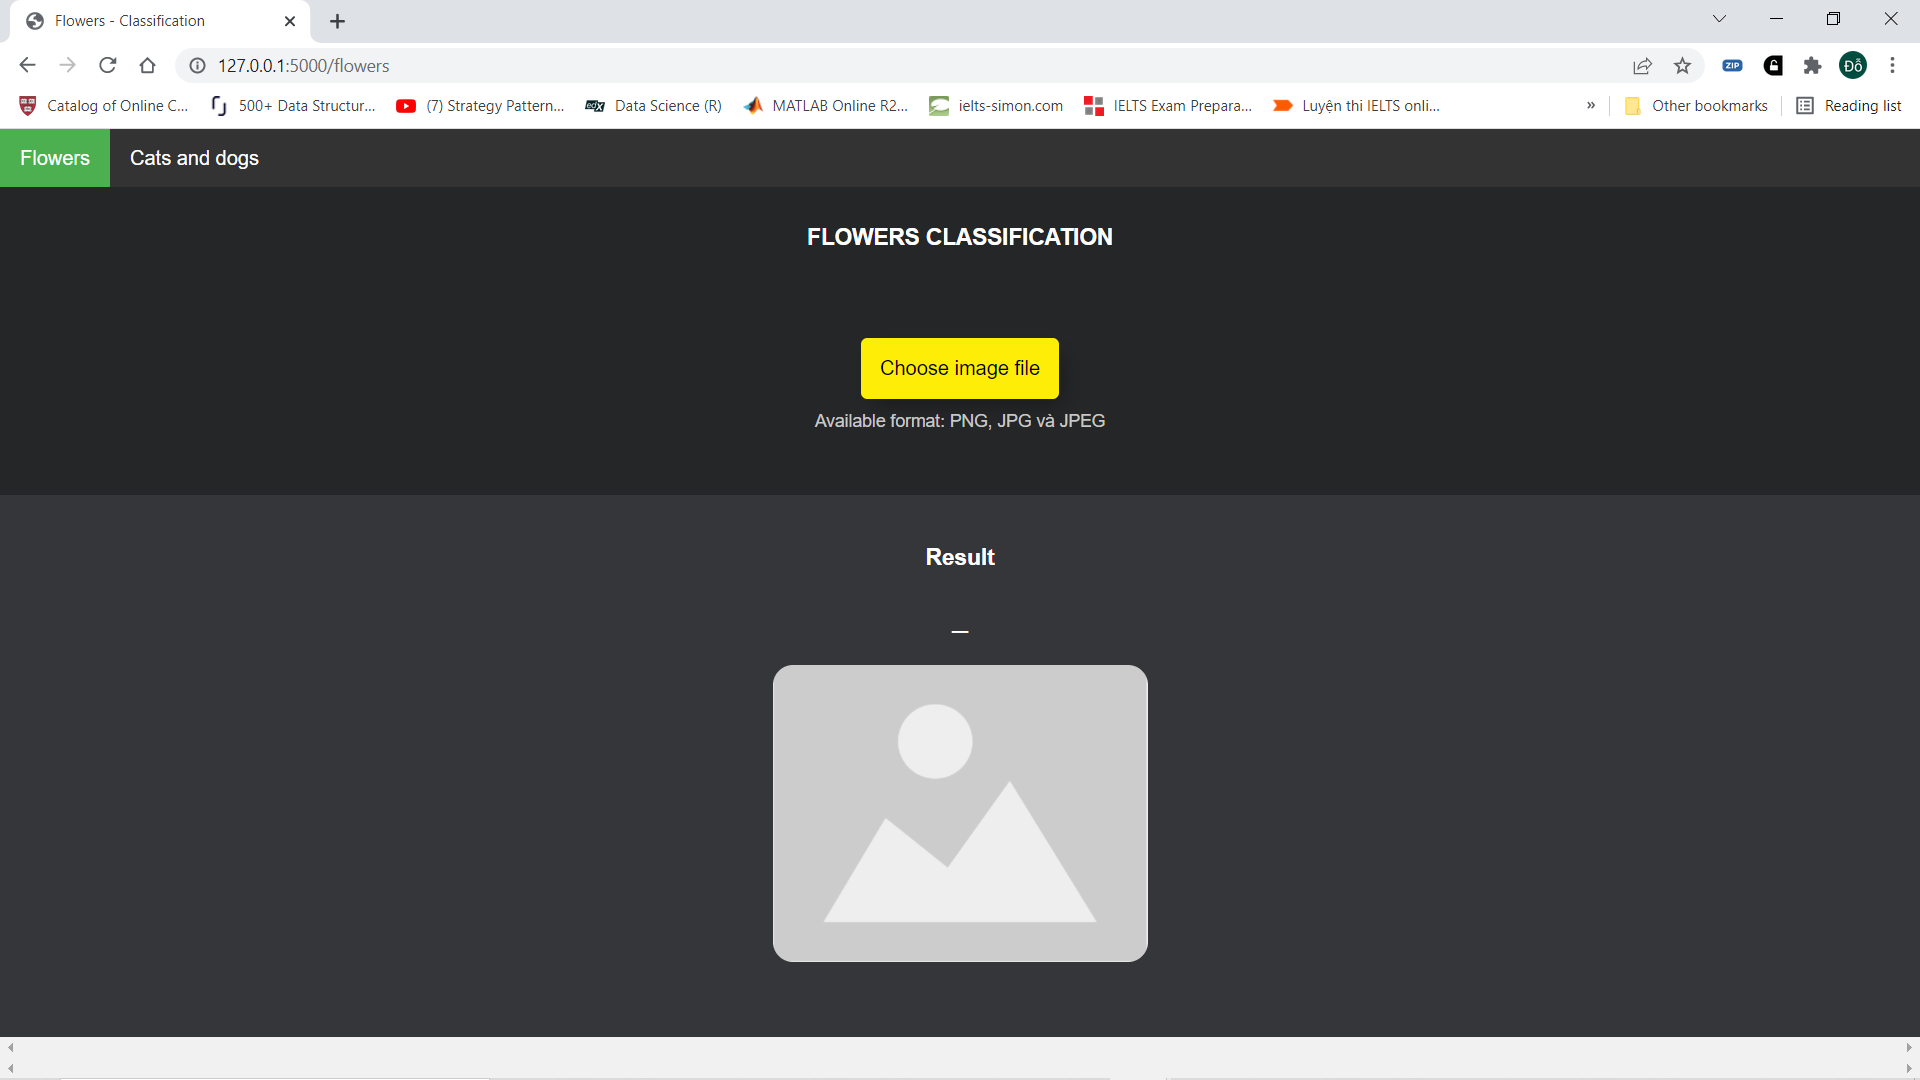 Flowers - Classification
127.0.0.1:5000/flowers
ZIP
Đỗ
Catalog of Online C...
500+ Data Structur...
(7) Strategy Pattern...
edX
Data Science (R)
MATLAB Online R2...
ielts-simon.com
IELTS Exam Prepara...
Luyện thi IELTS onli...
»
Other bookmarks
Reading list
Flowers
Cats and dogs
FLOWERS CLASSIFICATION
Choose image file
Available format: PNG, JPG và JPEG
Result
—